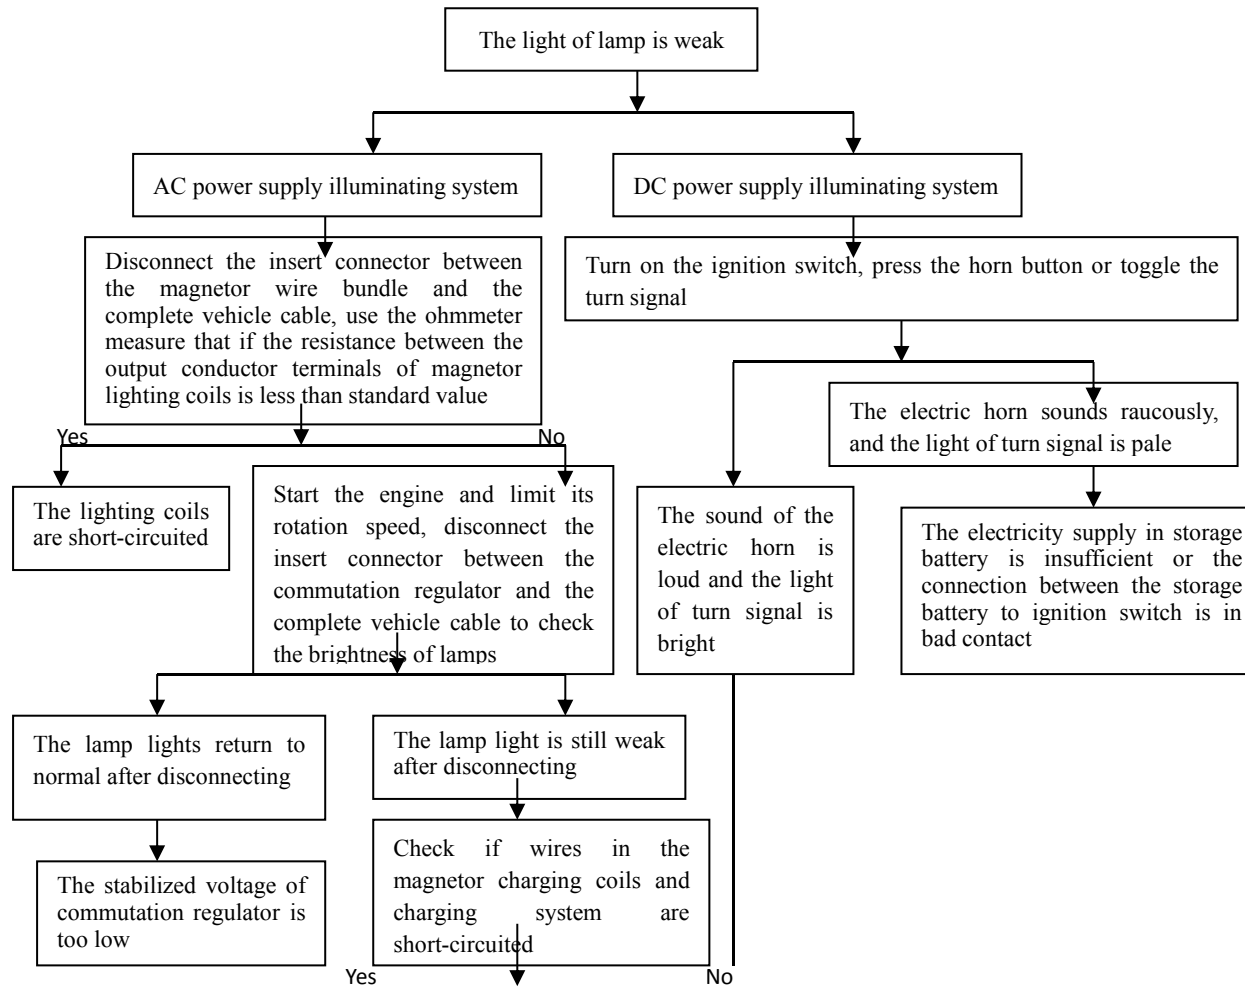 The light of lamp is weak
AC power supply illuminating system
DC power supply illuminating system
Disconnect the insert connector between
the magnetor wire bundle and the
complete vehicle cable, use the ohmmeter
measure that if the resistance between the
output conductor terminals of magnetor
lighting coils is less than standard value
Turn on the ignition switch, press the horn button or toggle the
turn signal
Yes
No
The electric horn sounds raucously,
and the light of turn signal is pale
The lighting coils
are short-circuited
Start the engine and limit its
rotation speed, disconnect the
insert connector between the
commutation regulator and the
complete vehicle cable to check
the brightness of lamps
The sound of the
electric horn is
loud and the light
of turn signal is
bright
The electricity supply in storage
battery is insufficient or the
connection between the storage
battery to ignition switch is in
bad contact
The lamp lights return to
normal after disconnecting
The lamp light is still weak
after disconnecting
The stabilized voltage of
commutation regulator is
too low
Check if wires in the
magnetor charging coils and
charging system are
short-circuited
Yes
No